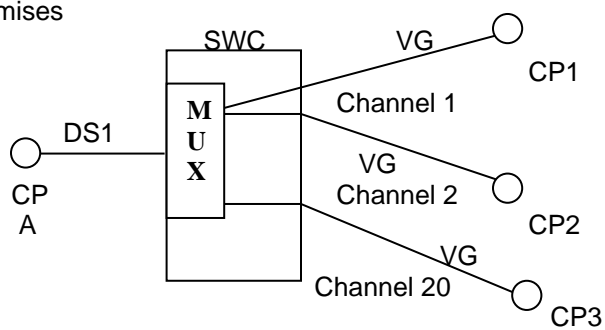 mises
SWC
VG
CP1
M
U
X
Channel 1
DS1
VG
Channel 2
CP
A
CP2
VG
Channel 20
CP3